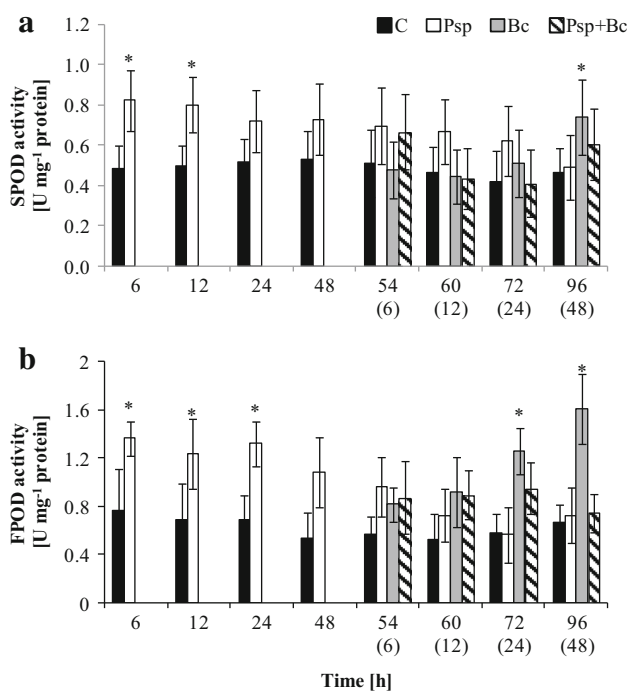 a
C Psp Bc Psp+Bc
SPOD activity
[U mg-1 protein]
1.2
1.0
0.8
0.6
0.4
0.2
0.0
* * *
6 12 24 48 54 60 72 96
(6) (12) (24) (48)
b
FPOD activity
[U mg-1 protein]
2
1.6
1.2
0.8
0.4
0
* * * * *
6 12 24 48 54 60 72 96
(6) (12) (24) (48)
Time [h]